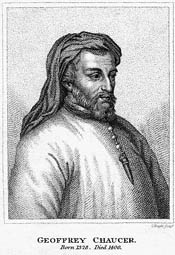 GEOFFREY CHAUCER.
Born 1328. Died 1400.